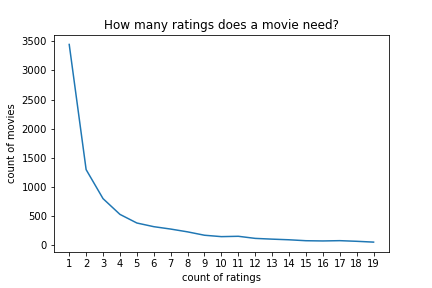 How many ratings does a movie need?
3500
3000
2500
2000
1500
1000
500
0
count of movies
1 2 3 4 5 6 7 8 9 10 11 12 13 14 15 16 17 18 19
count of ratings